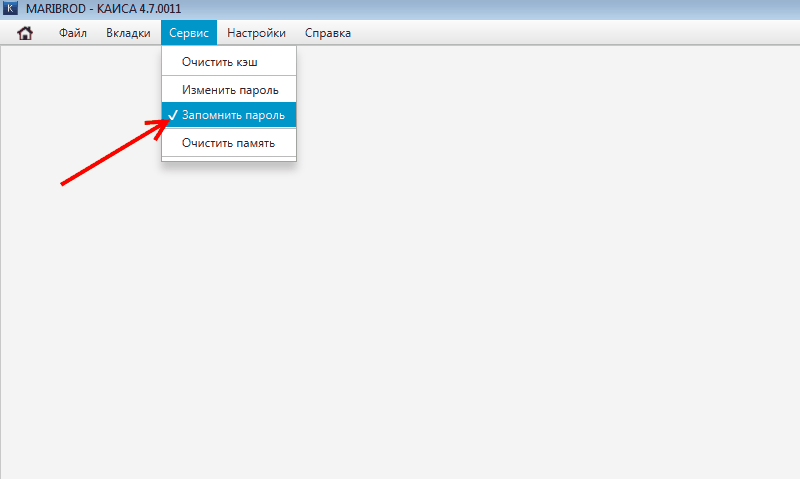 К MARIBROD - КАИСА 4.7.0011
Файл Вкладки Сервис Настройки Справка
Очистить кэш
Изменить пароль
✓ Запомнить пароль
Очистить память